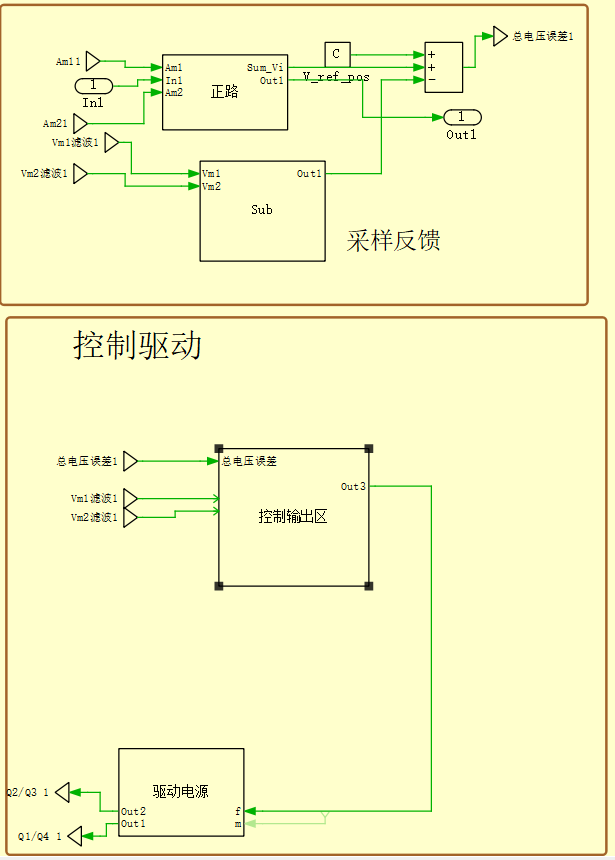 Am11
1
In1
Am21
Am1
In1
Am2
正路
Sum_Vi
Out1
C
V_ref_pos
+
+
−
总电压误差1
1
Out1
Vm1滤波1
Vm2滤波1
Vm1
Vm2
Sub
Out1
采样反馈
控制驱动
总电压误差1
Vm1滤波1
Vm2滤波1
总电压误差
控制输出区
Out3
驱动电源
Out2
Out1
f
m
Q2/Q3 1
Q1/Q4 1